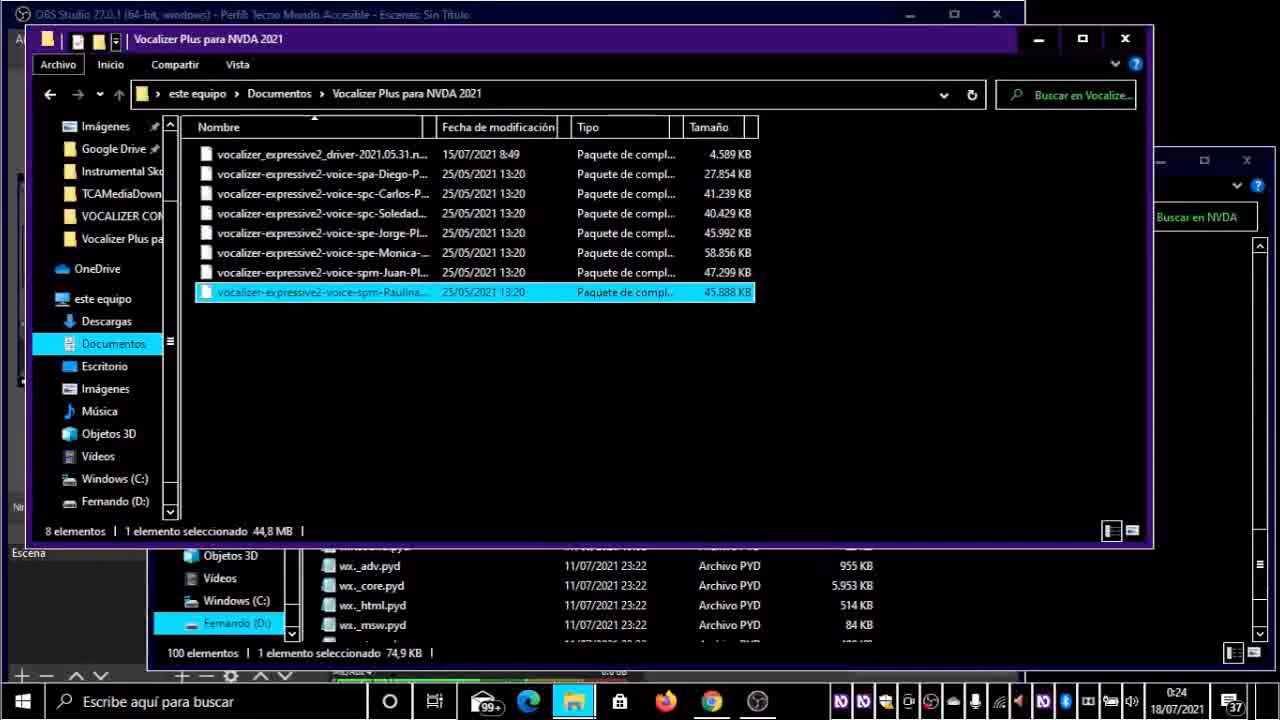 OBS Studio 27.0.1 (64-bit, windows) - Perfil: Tecno Mundo Accesible - Escenas: Sin Título
Vocalizer Plus para NVDA 2021
Archivo Inicio Compartir Vista
este equipo > Documentos > Vocalizer Plus para NVDA 2021
Buscar en Vocalize...
Nombre Fecha de modificación Tipo Tamaño
vocalizer_expressive2_driver-2021.05.31.n... 15/07/2021 8:49 Paquete de compl... 4.589 KB
vocalizer-expressive2-voice-spa-Diego-P... 25/05/2021 13:20 Paquete de compl... 27.854 KB
vocalizer-expressive2-voice-spc-Carlos-P... 25/05/2021 13:20 Paquete de compl... 41.239 KB
vocalizer-expressive2-voice-spc-Soledad... 25/05/2021 13:20 Paquete de compl... 40.429 KB
vocalizer-expressive2-voice-spe-Jorge-Pl... 25/05/2021 13:20 Paquete de compl... 45.992 KB
vocalizer-expressive2-voice-spe-Monica-... 25/05/2021 13:20 Paquete de compl... 58.856 KB
vocalizer-expressive2-voice-spm-Juan-Pl... 25/05/2021 13:20 Paquete de compl... 47.299 KB
vocalizer-expressive2-voice-spm-Raulina... 25/05/2021 13:20 Paquete de compl... 45.888 KB
Imágenes
Google Drive
Instrumental Sko
TCAMediaDown
VOCALIZER CON
Vocalizer Plus pa
OneDrive
este equipo
Descargas
Documentos
Escritorio
Imágenes
Música
Objetos 3D
Vídeos
Windows (C:)
Fernando (D:)
8 elementos 1 elemento seleccionado 44,8 MB
Buscar en NVDA
Escena
Objetos 3D
Vídeos
Windows (C:)
Fernando (D:)
wx._adv.pyd 11/07/2021 23:22 Archivo PYD 955 KB
wx._core.pyd 11/07/2021 23:22 Archivo PYD 5.953 KB
wx._html.pyd 11/07/2021 23:22 Archivo PYD 514 KB
wx._msw.pyd 11/07/2021 23:22 Archivo PYD 84 KB
100 elementos 1 elemento seleccionado 74,9 KB
Escribe aquí para buscar
99+
0:24
18/07/2021
37